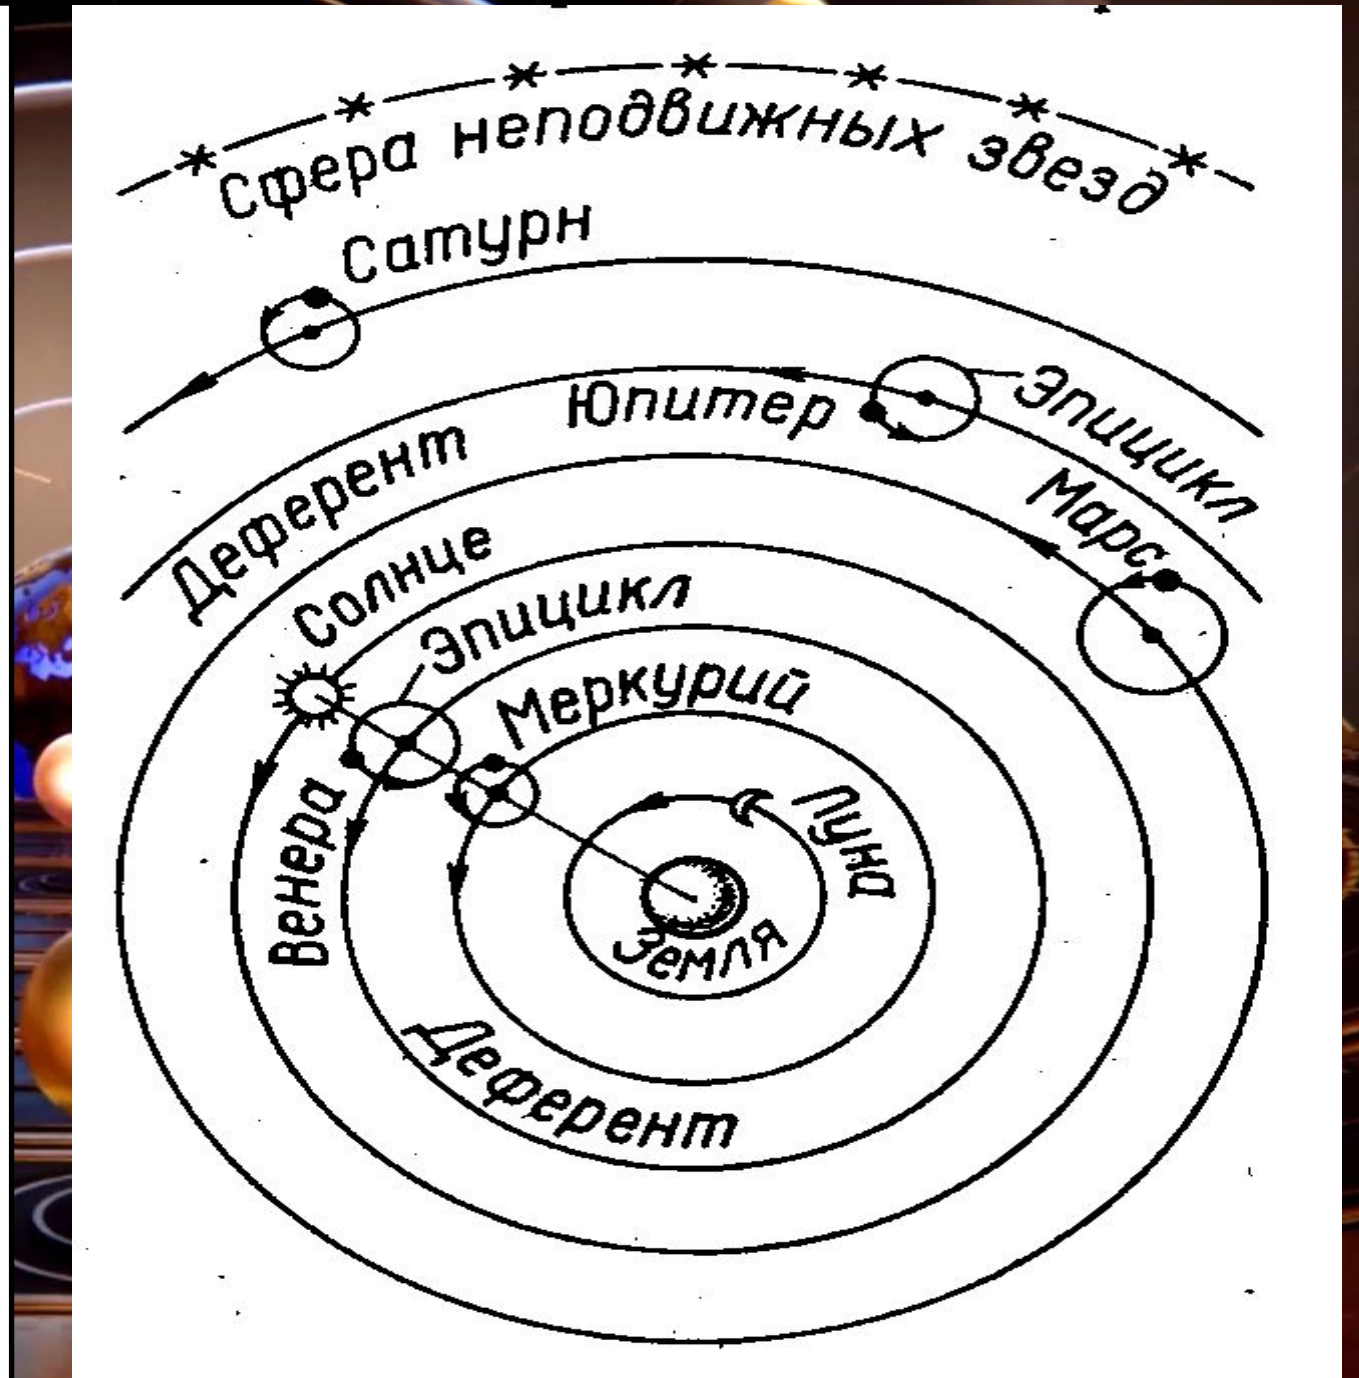 Сфера неподвижных звезд
Сатурн
Эпицикл
Юпитер
Деферент
Марс
Солнце
Эпицикл
Меркурий
Луна
Венера
Земля
Деферент